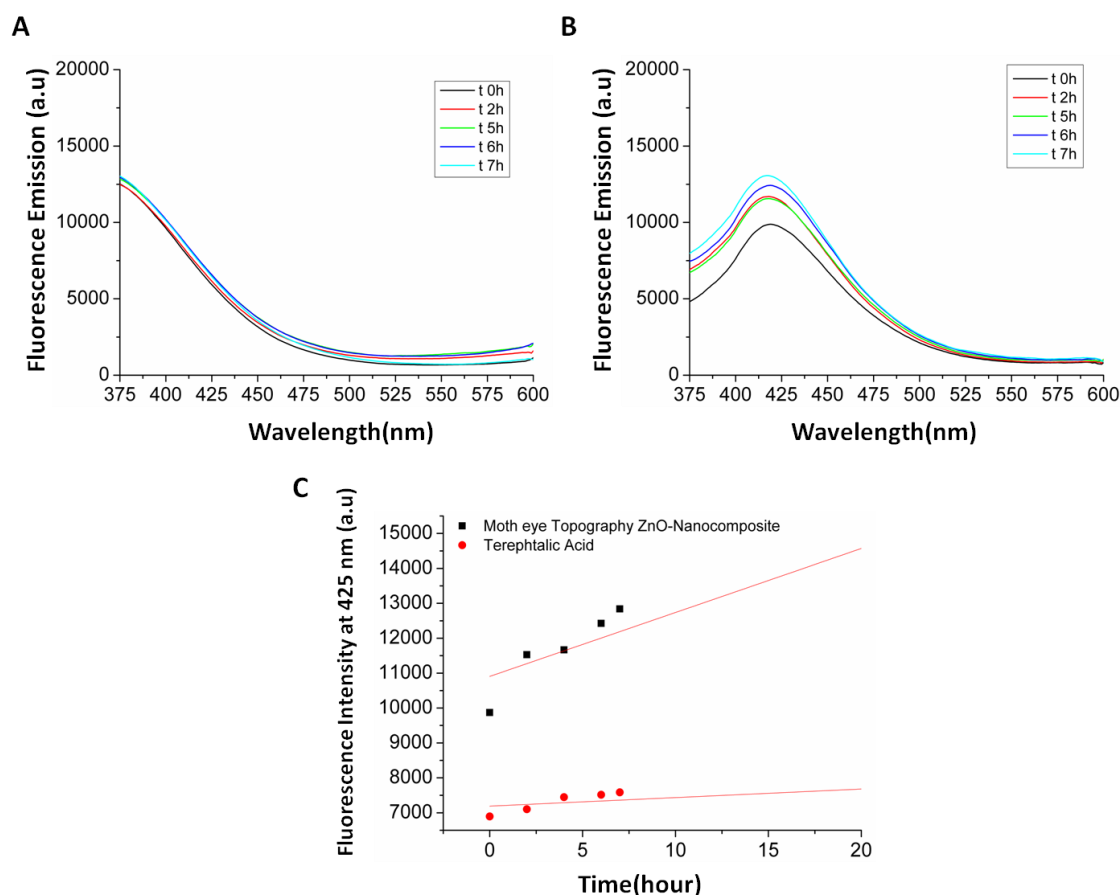 A
Fluorescence Emission (a.u)
20000
15000
10000
5000
0
t 0h
t 2h
t 5h
t 6h
t 7h
375 400 425 450 475 500 525 550 575 600
Wavelength(nm)
B
Fluorescence Emission (a.u)
20000
15000
10000
5000
0
t 0h
t 2h
t 5h
t 6h
t 7h
375 400 425 450 475 500 525 550 575 600
Wavelength(nm)
C
Fluorescence Intensity at 425 nm (a.u)
Moth eye Topography ZnO-Nanocomposite
Terephtalic Acid
15000
14000
13000
12000
11000
10000
9000
8000
7000
0 5 10 15 20
Time(hour)